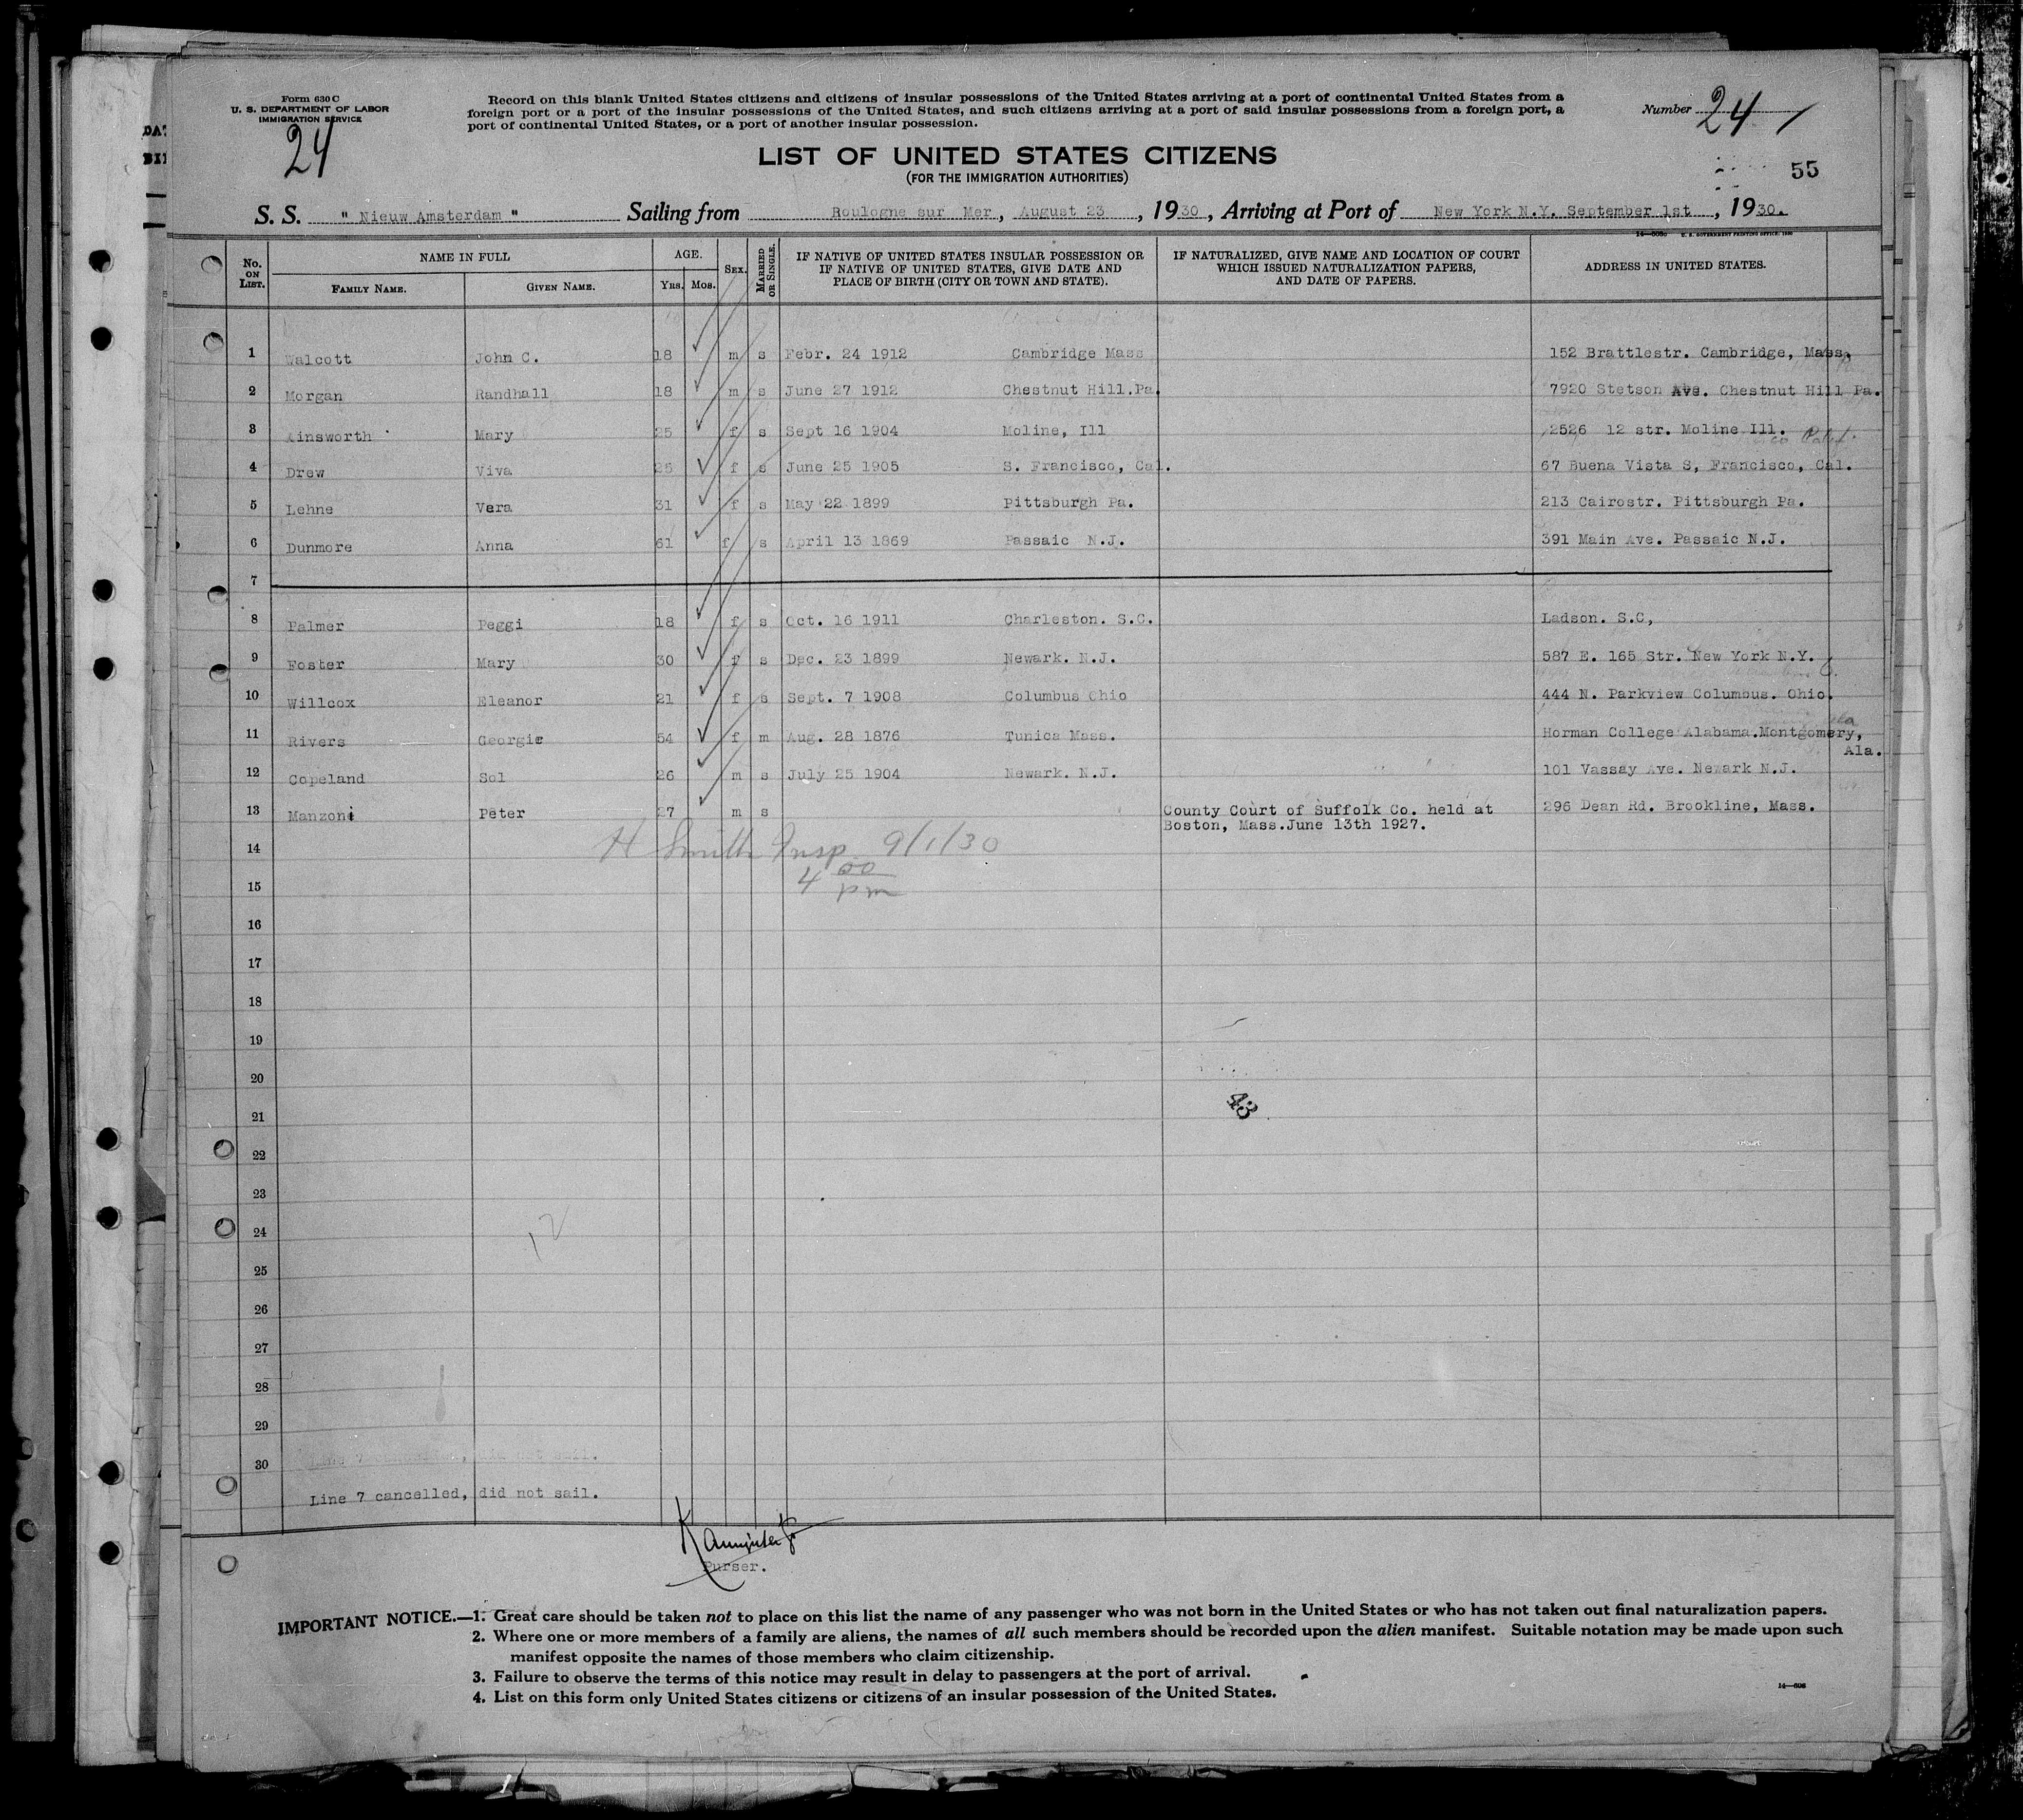 Form 630 C
U. S. DEPARTMENT OF LABOR
IMMIGRATION SERVICE
24
Record on this blank United States citizens and citizens of insular possessions of the United States arriving at a port of continental United States from a
foreign port or a port of the insular possessions of the United States, and such citizens arriving at a port of said insular possessions from a foreign port, a
port of continental United States, or a port of another insular possession.
Number 24
LIST OF UNITED STATES CITIZENS
(FOR THE IMMIGRATION AUTHORITIES)
55
S. S. " Nieuw Amsterdam " Sailing from Boulogne sur Mer, August 23, 1930, Arriving at Port of New York N.Y. September 1st, 1930.
U. S. GOVERNMENT PRINTING OFFICE: 1930
No. ON LIST. NAME IN FULL FAMILY NAME. GIVEN NAME. AGE. YRS. MOS. SEX. MARRIED OR SINGLE. IF NATIVE OF UNITED STATES INSULAR POSSESSION OR IF NATIVE OF UNITED STATES, GIVE DATE AND PLACE OF BIRTH (CITY OR TOWN AND STATE). IF NATURALIZED, GIVE NAME AND LOCATION OF COURT WHICH ISSUED NATURALIZATION PAPERS, AND DATE OF PAPERS. ADDRESS IN UNITED STATES.
1 Walcott John C. 18 m s Febr. 24 1912 Cambridge Mass 152 Brattlestr. Cambridge, Mass.
2 Morgan Randhall 18 m s June 27 1912 Chestnut Hill.Pa. 7920 Stetson Ave. Chestnut Hill Pa.
3 Ainsworth Mary 25 f s Sept 16 1904 Moline, Ill 2526 12 str. Moline Ill.
4 Drew Viva 25 f s June 25 1905 S. Francisco, Cal. 67 Buena Vista S, Francisco, Cal.
5 Lehne Vera 31 f s May 22 1899 Pittsburgh Pa. 213 Cairostr. Pittsburgh Pa.
6 Dunmore Anna 61 f s April 13 1869 Passaic N.J. 391 Main Ave. Passaic N.J.
7
8 Palmer Peggi 18 f s Oct. 16 1911 Charleston. S.C. Ladson. S.C,
9 Foster Mary 30 f s Dec. 23 1899 Newark. N.J. 587 E. 165 Str. New York N.Y.
10 Willcox Eleanor 21 f s Sept. 7 1908 Columbus Ohio 444 N. Parkview Columbus. Ohio.
11 Rivers Georgie 54 f m Aug. 28 1876 Tunica Mass. Horman College Alabama.Montgomery,
Ala.
12 Copeland Sol 26 m s July 25 1904 Newark. N.J. 101 Vassay Ave. Newark N.J.
13 Manzoni Peter 27 m s County Court of Suffolk Co. held at 296 Dean Rd. Brookline, Mass.
Boston, Mass.June 13th 1927.
14 H Smith Insp 9/1/30
15 4 00 pm
16
17
18
19
20
43
21
22
23
24 12
25
26
27
28
29
30
Line 7 cancelled, did not sail.
Purser.
IMPORTANT NOTICE.—1. Great care should be taken not to place on this list the name of any passenger who was not born in the United States or who has not taken out final naturalization papers.
2. Where one or more members of a family are aliens, the names of all such members should be recorded upon the alien manifest. Suitable notation may be made upon such
manifest opposite the names of those members who claim citizenship.
3. Failure to observe the terms of this notice may result in delay to passengers at the port of arrival.
4. List on this form only United States citizens or citizens of an insular possession of the United States.